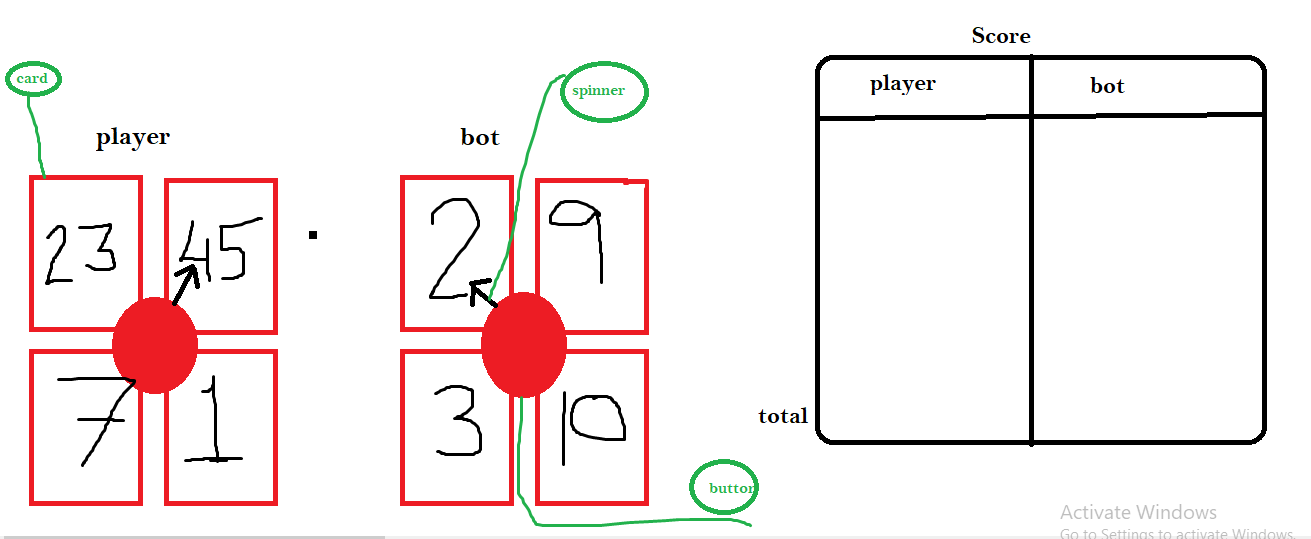 Score
card
spinner
player bot
player bot
23 45 2 9
7 1 3 10
total
button
Activate Windows
Go to Settings to activate Windows.